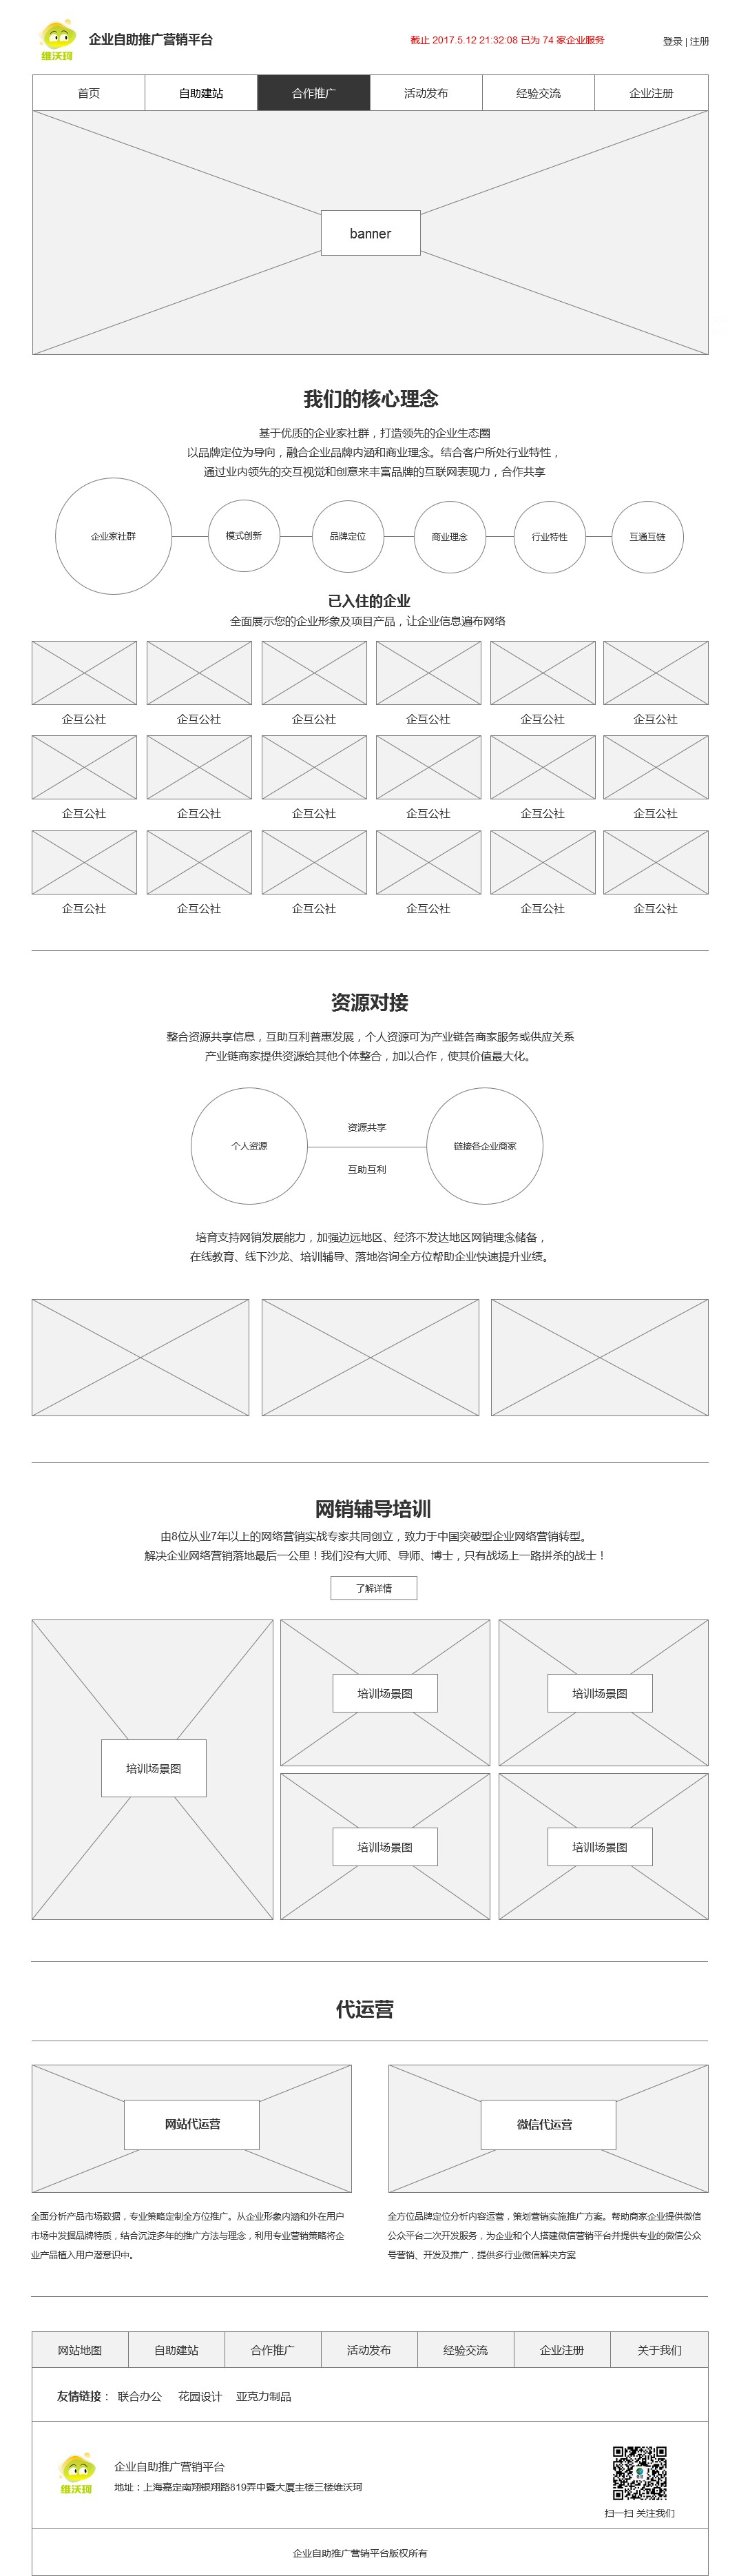 维沃珂
企业自助推广营销平台
截止 2017.5.12 21:32:08 已为 74 家企业服务
登录 | 注册
首页 自助建站 合作推广 活动发布 经验交流 企业注册
banner
我们的核心理念
基于优质的企业家社群，打造领先的企业生态圈
以品牌定位为导向，融合企业品牌内涵和商业理念。结合客户所处行业特性，
通过业内领先的交互视觉和创意来丰富品牌的互联网表现力，合作共享
企业家社群 模式创新 品牌定位 商业理念 行业特性 互通互链
已入住的企业
全面展示您的企业形象及项目产品，让企业信息遍布网络
企互公社 企互公社 企互公社 企互公社 企互公社 企互公社
企互公社 企互公社 企互公社 企互公社 企互公社 企互公社
企互公社 企互公社 企互公社 企互公社 企互公社 企互公社
资源对接
整合资源共享信息，互助互利普惠发展，个人资源可为产业链各商家服务或供应关系
产业链商家提供资源给其他个体整合，加以合作，使其价值最大化。
资源共享
个人资源 链接各企业商家
互助互利
培育支持网销发展能力，加强边远地区、经济不发达地区网销理念储备，
在线教育、线下沙龙、培训辅导、落地咨询全方位帮助企业快速提升业绩。
网销辅导培训
由8位从业7年以上的网络营销实战专家共同创立，致力于中国突破型企业网络营销转型。
解决企业网络营销落地最后一公里！我们没有大师、导师、博士，只有战场上一路拼杀的战士！
了解详情
培训场景图 培训场景图
培训场景图
培训场景图 培训场景图
代运营
网站代运营
微信代运营
全面分析产品市场数据，专业策略定制全方位推广。从企业形象内涵和外在用户
市场中发掘品牌特质，结合沉淀多年的推广方法与理念，利用专业营销策略将企
业产品植入用户潜意识中。
全方位品牌定位分析内容运营，策划营销实施推广方案。帮助商家企业提供微信
公众平台二次开发服务，为企业和个人搭建微信营销平台并提供专业的微信公众
号营销、开发及推广，提供多行业微信解决方案
网站地图 自助建站 合作推广 活动发布 经验交流 企业注册 关于我们
友情链接： 联合办公 花园设计 亚克力制品
维沃珂
企业自助推广营销平台
地址：上海嘉定南翔银翔路819弄中暨大厦主楼三楼维沃珂
扫一扫 关注我们
企业自助推广营销平台版权所有